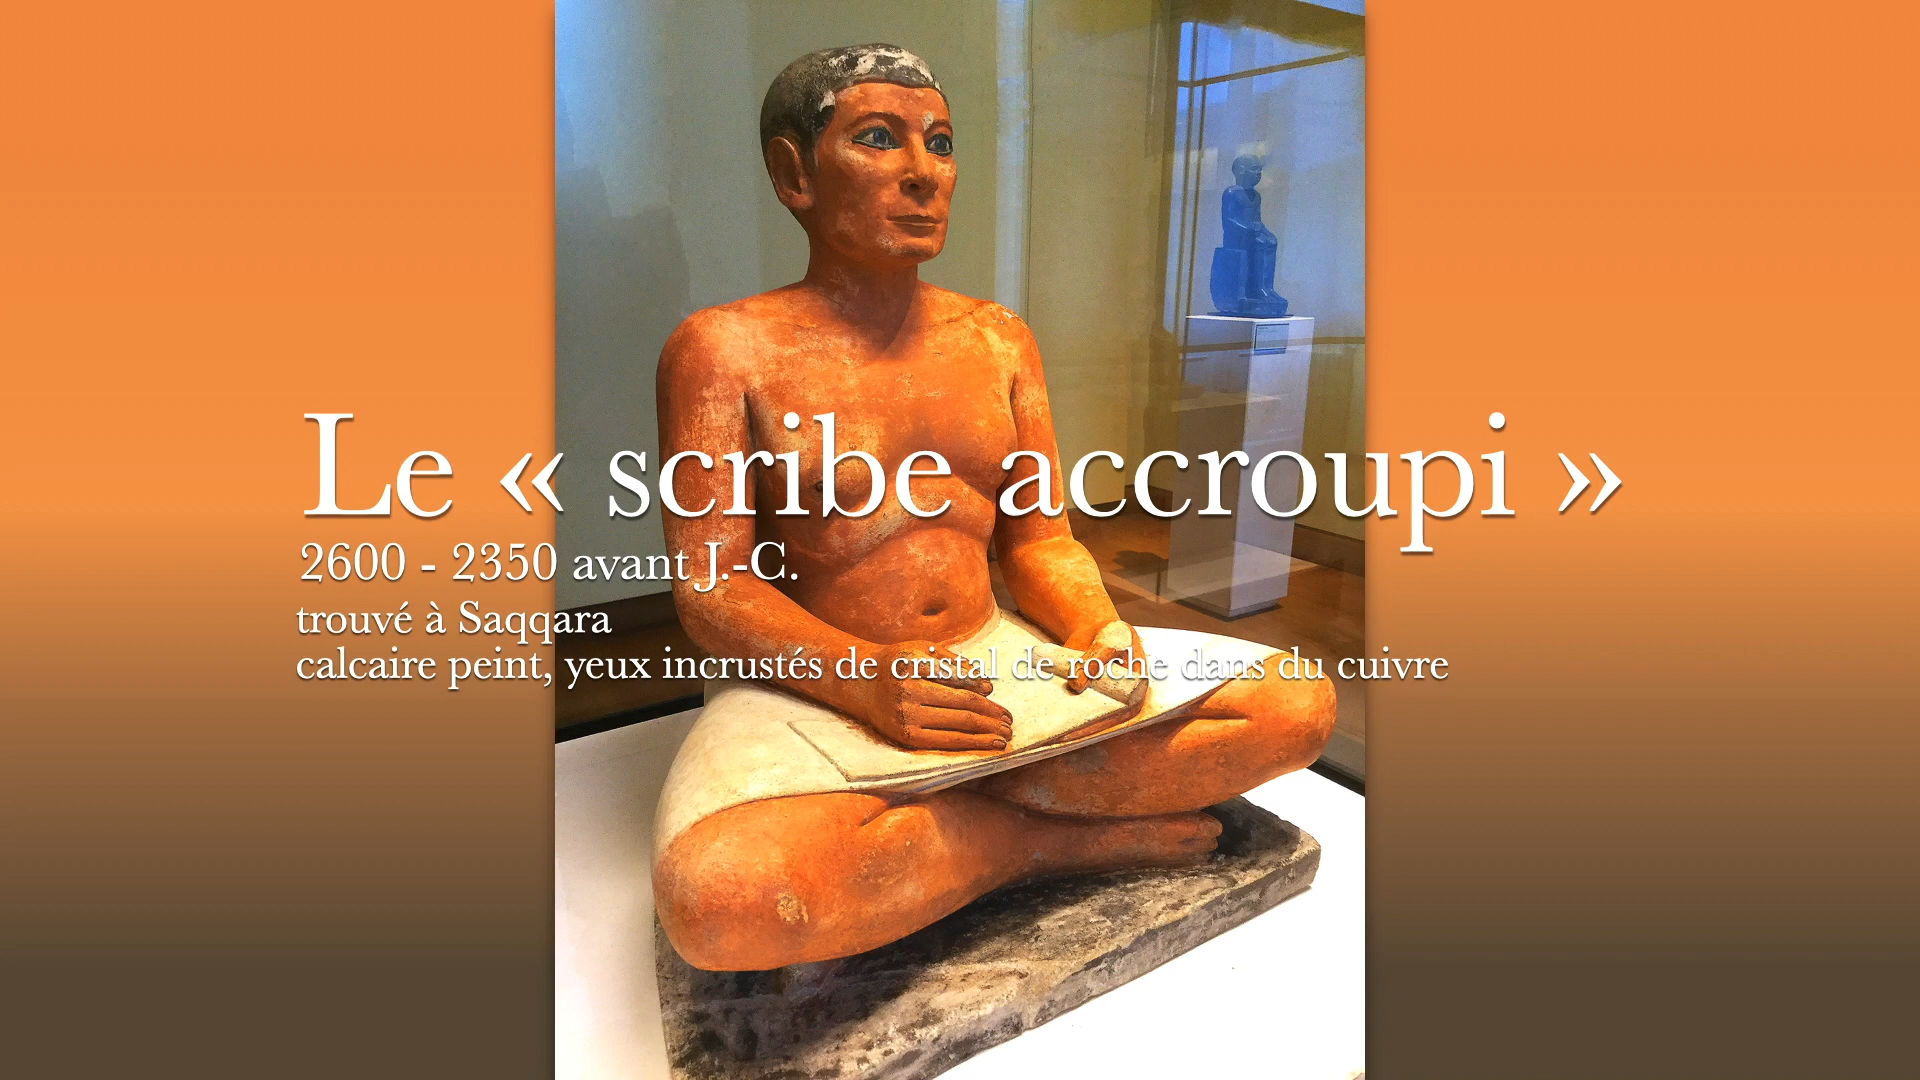 Le « scribe accroupi »
2600 - 2350 avant J.-C.
trouvé à Saqqara
calcaire peint, yeux incrustés de cristal de roche dans du cuivre